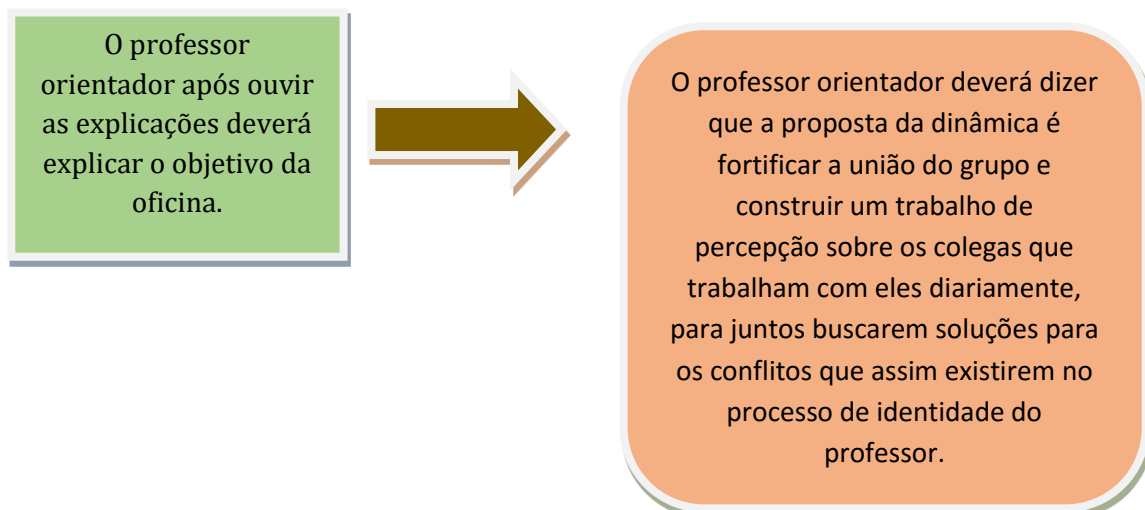 O professor
orientador após ouvir
as explicações deverá
explicar o objetivo da
oficina.
O professor orientador deverá dizer
que a proposta da dinâmica é
fortificar a união do grupo e
construir um trabalho de
percepção sobre os colegas que
trabalham com eles diariamente,
para juntos buscarem soluções para
os conflitos que assim existirem no
processo de identidade do
professor.